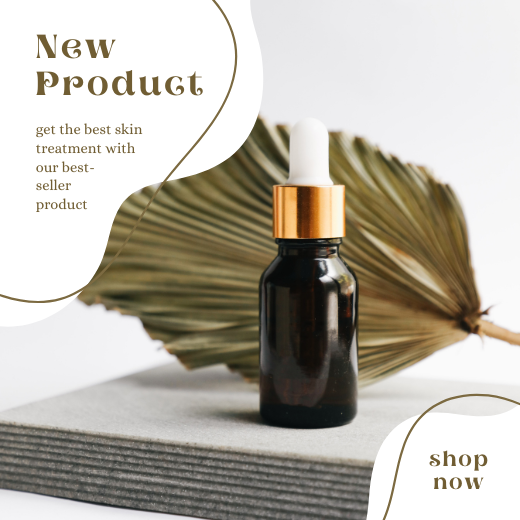 New
Product
get the best skin
treatment with
our best-
seller
product
shop
now